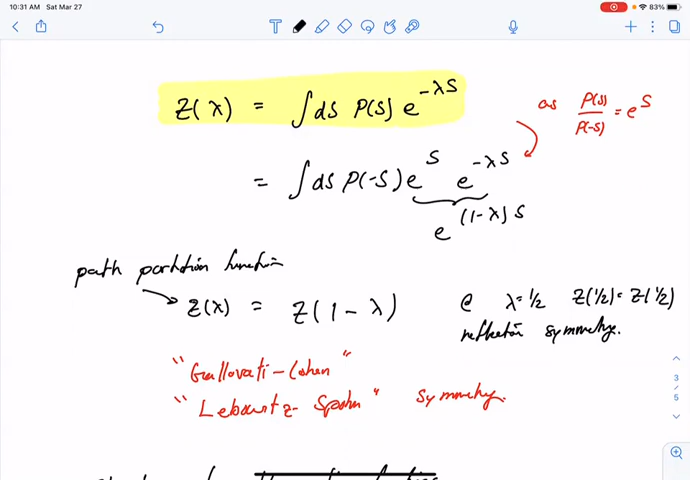 10:31 AM Sat Mar 27
83%
Z(λ) = ∫ds P(S) e^{-λS}
as P(S)/P(-S) = e^S
= ∫ds P(-S) e^S e^{-λS}
e^{(1-λ)S}
path partition function
Z(λ) = Z(1-λ)
@ λ=1/2 Z(1/2)=Z(1/2)
reflection symmetry.
"Gallovati-Cohen"
"Lebowitz-Spohn" symmetry.
3
/
5